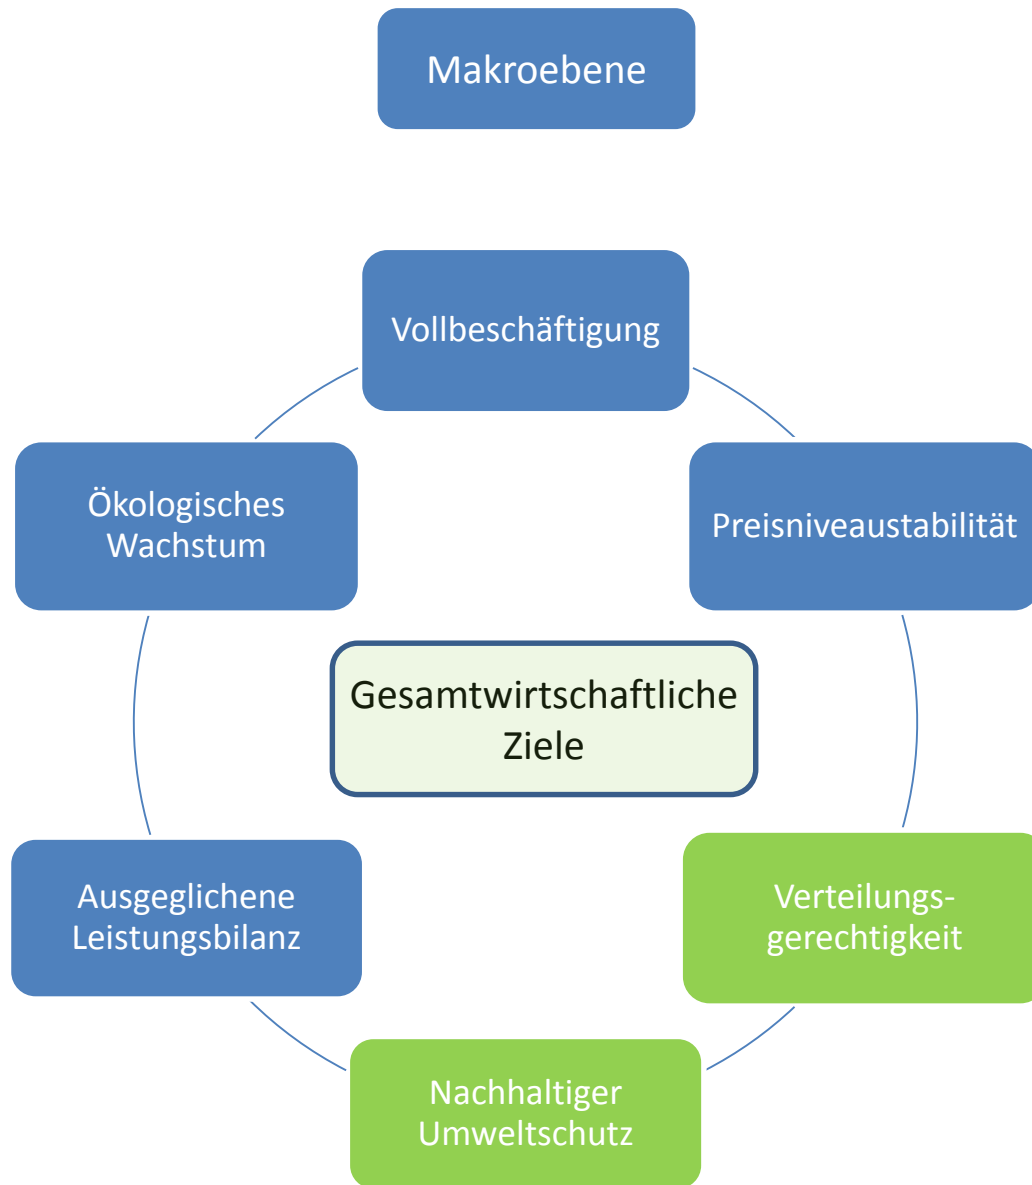 Makroebene
Vollbeschäftigung
Ökologisches
Wachstum
Preisniveaustabilität
Gesamtwirtschaftliche
Ziele
Ausgeglichene
Leistungsbilanz
Verteilungs-
gerechtigkeit
Nachhaltiger
Umweltschutz